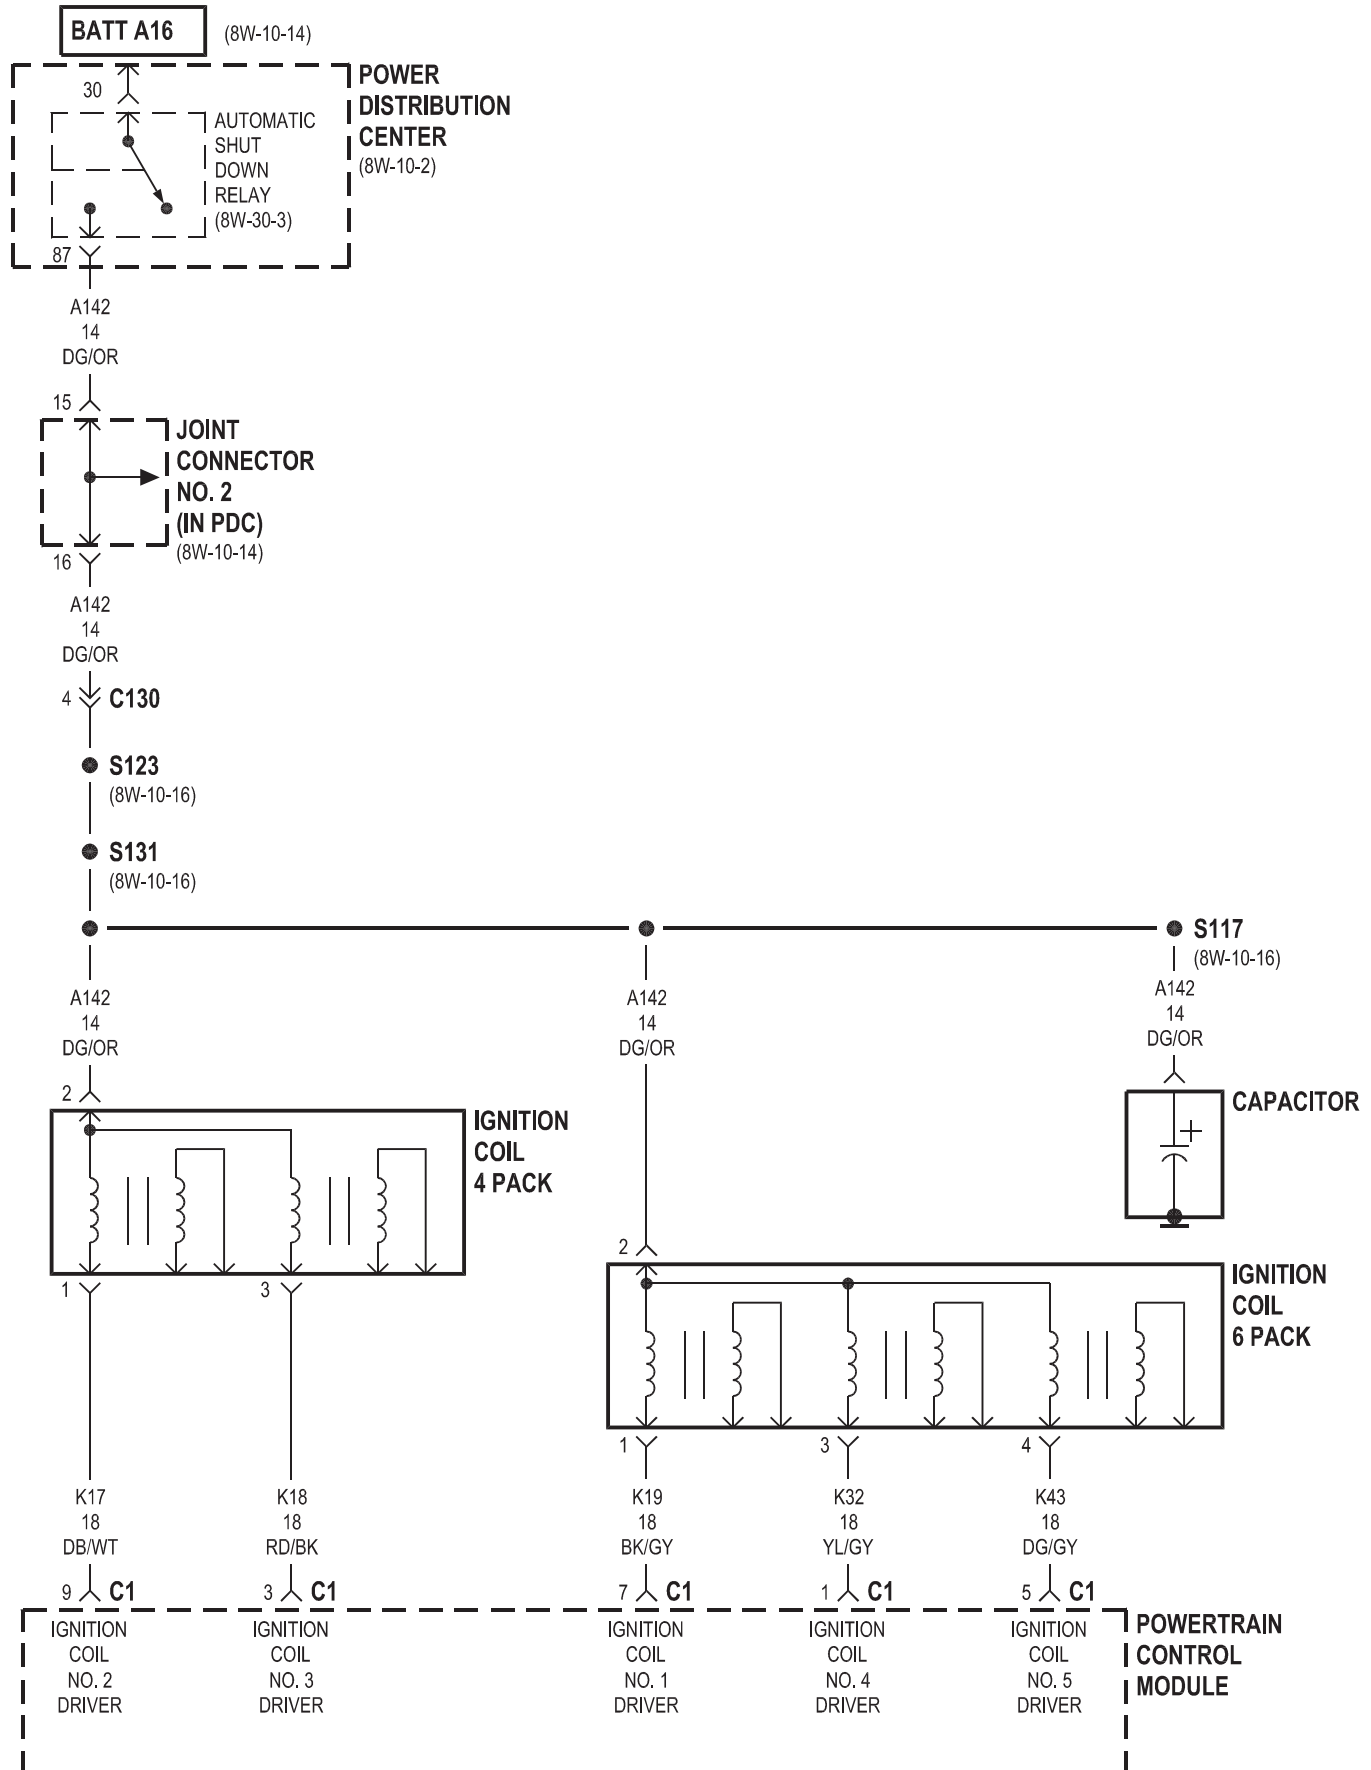 BATT A16 (8W-10-14)
POWER
DISTRIBUTION
CENTER
(8W-10-2)
30
AUTOMATIC
SHUT
DOWN
RELAY
(8W-30-3)
87
A142
14
DG/OR
15
JOINT
CONNECTOR
NO. 2
(IN PDC)
(8W-10-14)
16
A142
14
DG/OR
4 C130
S123
(8W-10-16)
S131
(8W-10-16)
S117
(8W-10-16)
A142
14
DG/OR
A142
14
DG/OR
A142
14
DG/OR
2
IGNITION
COIL
4 PACK
CAPACITOR
+
1 3
2
IGNITION
COIL
6 PACK
1 3 4
K17
18
DB/WT
K18
18
RD/BK
K19
18
BK/GY
K32
18
YL/GY
K43
18
DG/GY
9 C1 3 C1 7 C1 1 C1 5 C1
IGNITION
COIL
NO. 2
DRIVER
IGNITION
COIL
NO. 3
DRIVER
IGNITION
COIL
NO. 1
DRIVER
IGNITION
COIL
NO. 4
DRIVER
IGNITION
COIL
NO. 5
DRIVER
POWERTRAIN
CONTROL
MODULE